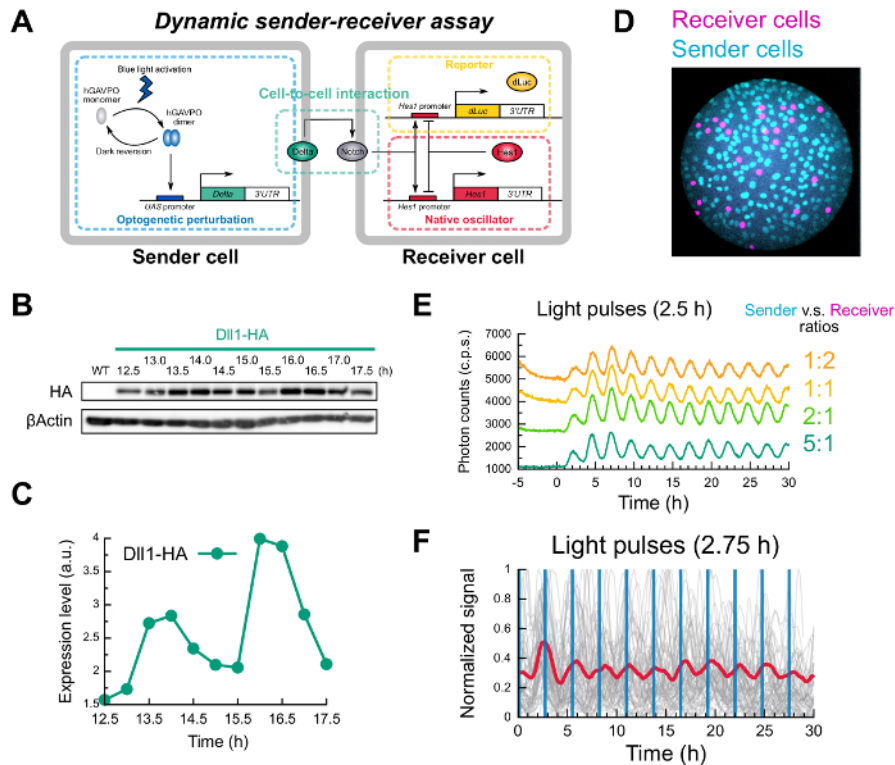 A
Dynamic sender-receiver assay
Blue light activation
hGAVPO
monomer
hGAVPO
dimer
Dark reversion
UAS promoter
Delta
3'UTR
Optogenetic perturbation
Sender cell
Cell-to-cell interaction
Delta
Notch
Reporter
dLuc
Hes1 promoter
dLuc
3'UTR
Hes1
Hes1 promoter
Hes1
3'UTR
Native oscillator
Receiver cell
D
Receiver cells
Sender cells
B
Dll1-HA
13.0 14.0 15.0 16.0 17.0
WT 12.5 13.5 14.5 15.5 16.5 17.5 (h)
HA
βActin
C
Dll1-HA
Expression level (a.u.)
4
3.5
3
2.5
2
1.5
12.5 13.5 14.5 15.5 16.5 17.5
Time (h)
E
Light pulses (2.5 h)
Sender v.s. Receiver
ratios
Photon counts (c.p.s.)
7000
6000
5000
4000
3000
2000
1000
1:2
1:1
2:1
5:1
-5 0 5 10 15 20 25 30
Time (h)
F
Light pulses (2.75 h)
Normalized signal
1
0.8
0.6
0.4
0.2
0
0 5 10 15 20 25 30
Time (h)